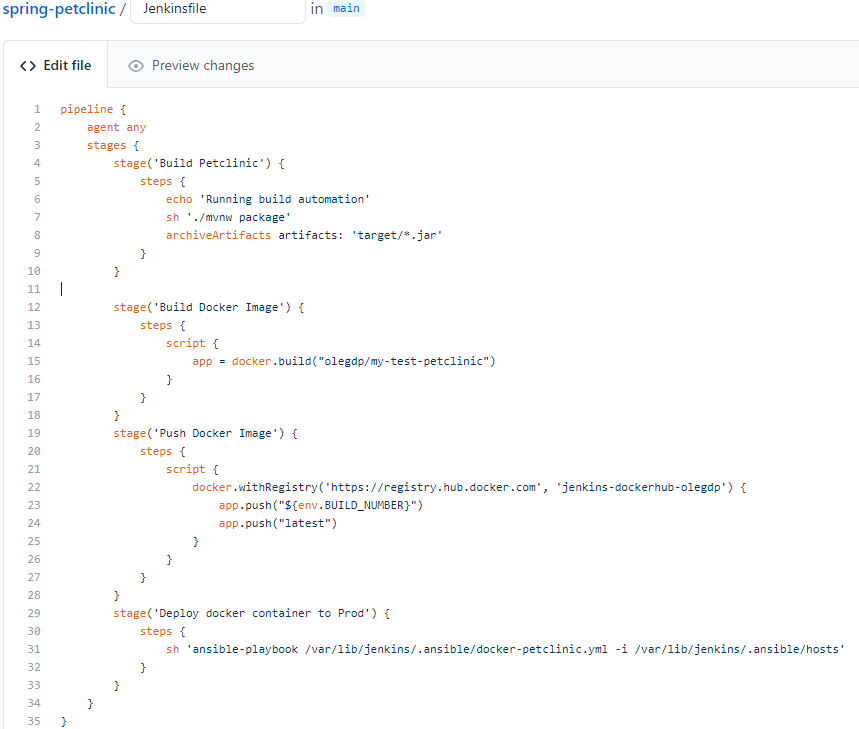 spring-petclinic / Jenkinsfile in main
Edit file Preview changes
1 pipeline {
2     agent any
3     stages {
4         stage('Build Petclinic') {
5             steps {
6                 echo 'Running build automation'
7                 sh './mvnw package'
8                 archiveArtifacts artifacts: 'target/*.jar'
9             }
10         }
11
12         stage('Build Docker Image') {
13             steps {
14                 script {
15                     app = docker.build("olegdp/my-test-petclinic")
16                 }
17             }
18         }
19         stage('Push Docker Image') {
20             steps {
21                 script {
22                     docker.withRegistry('https://registry.hub.docker.com', 'jenkins-dockerhub-olegdp') {
23                         app.push("${env.BUILD_NUMBER}")
24                         app.push("latest")
25                     }
26                 }
27             }
28         }
29         stage('Deploy docker container to Prod') {
30             steps {
31                 sh 'ansible-playbook /var/lib/jenkins/.ansible/docker-petclinic.yml -i /var/lib/jenkins/.ansible/hosts'
32             }
33         }
34     }
35 }